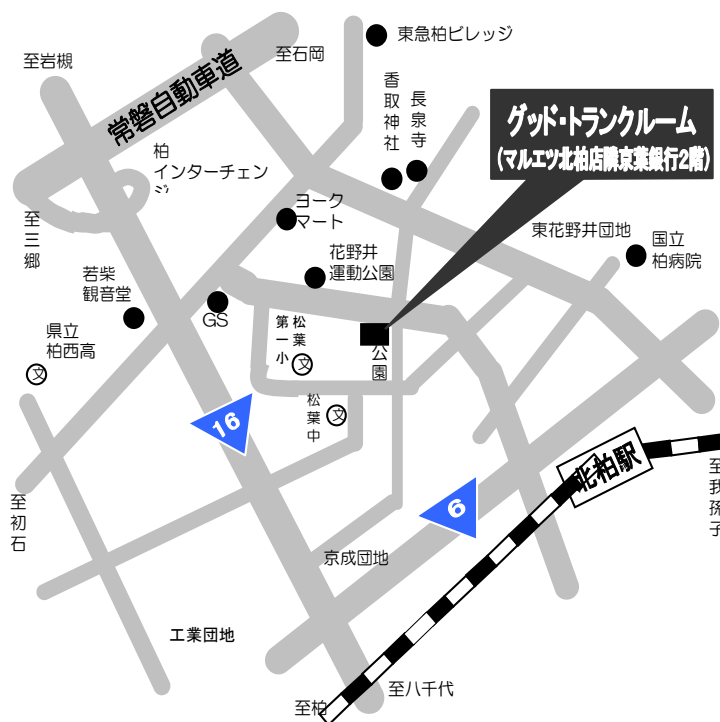 東急柏ビレッジ
至石岡
至岩槻
常磐自動車道
香取神社
長泉寺
グッド・トランクルーム
(マルエツ北柏店隣京葉銀行2階)
柏
インターチェン
ジ
ヨーク
マート
至三郷
東花野井団地
国立
柏病院
花野井
運動公園
若柴
観音堂
GS
松葉
第一小
文
公園
県立
柏西高
文
松葉中
文
16
6
北柏駅
至我孫子
至初石
京成団地
工業団地
至八千代
至柏